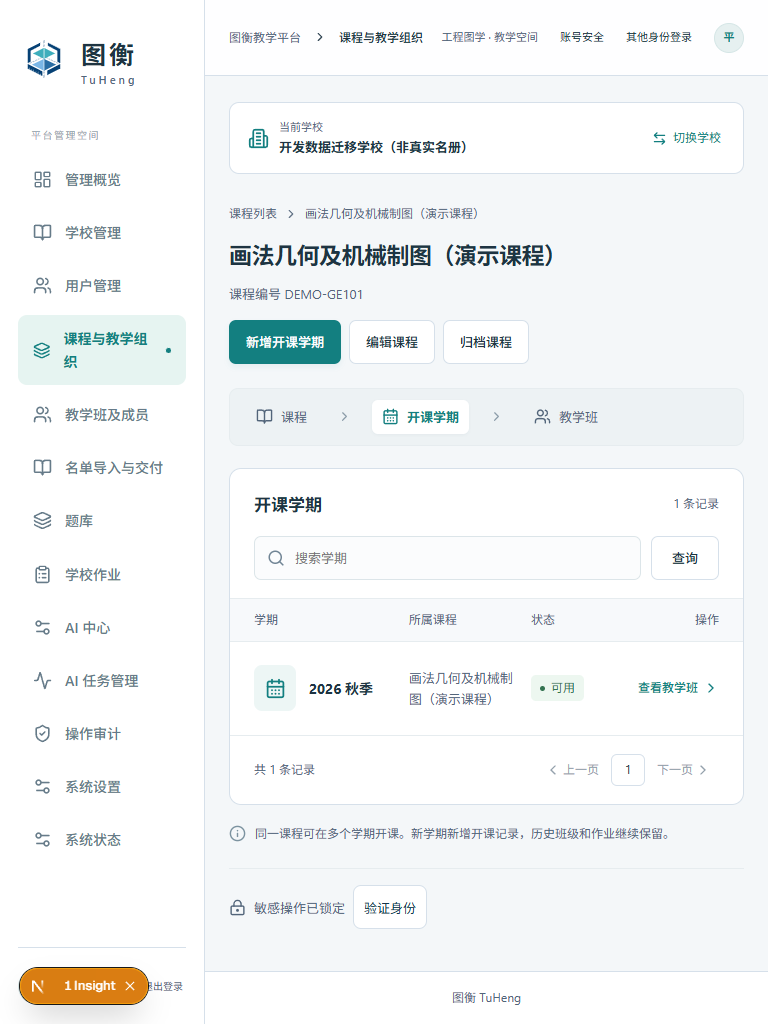 图衡
TuHeng
平台管理空间
管理概览
学校管理
用户管理
课程与教学组
织
教学班及成员
名单导入与交付
题库
学校作业
AI 中心
AI 任务管理
操作审计
系统设置
系统状态
1 Insight
出登录
图衡教学平台
课程与教学组织
工程图学 · 教学空间
账号安全
其他身份登录
平
当前学校
开发数据迁移学校（非真实名册）
切换学校
课程列表
画法几何及机械制图（演示课程）
画法几何及机械制图（演示课程）
课程编号 DEMO-GE101
新增开课学期
编辑课程
归档课程
课程
开课学期
教学班
开课学期
1 条记录
搜索学期
查询
学期
所属课程
状态
操作
2026 秋季
画法几何及机械制
图（演示课程）
可用
查看教学班
共 1 条记录
上一页
1
下一页
同一课程可在多个学期开课。新学期新增开课记录，历史班级和作业继续保留。
敏感操作已锁定
验证身份
图衡 TuHeng